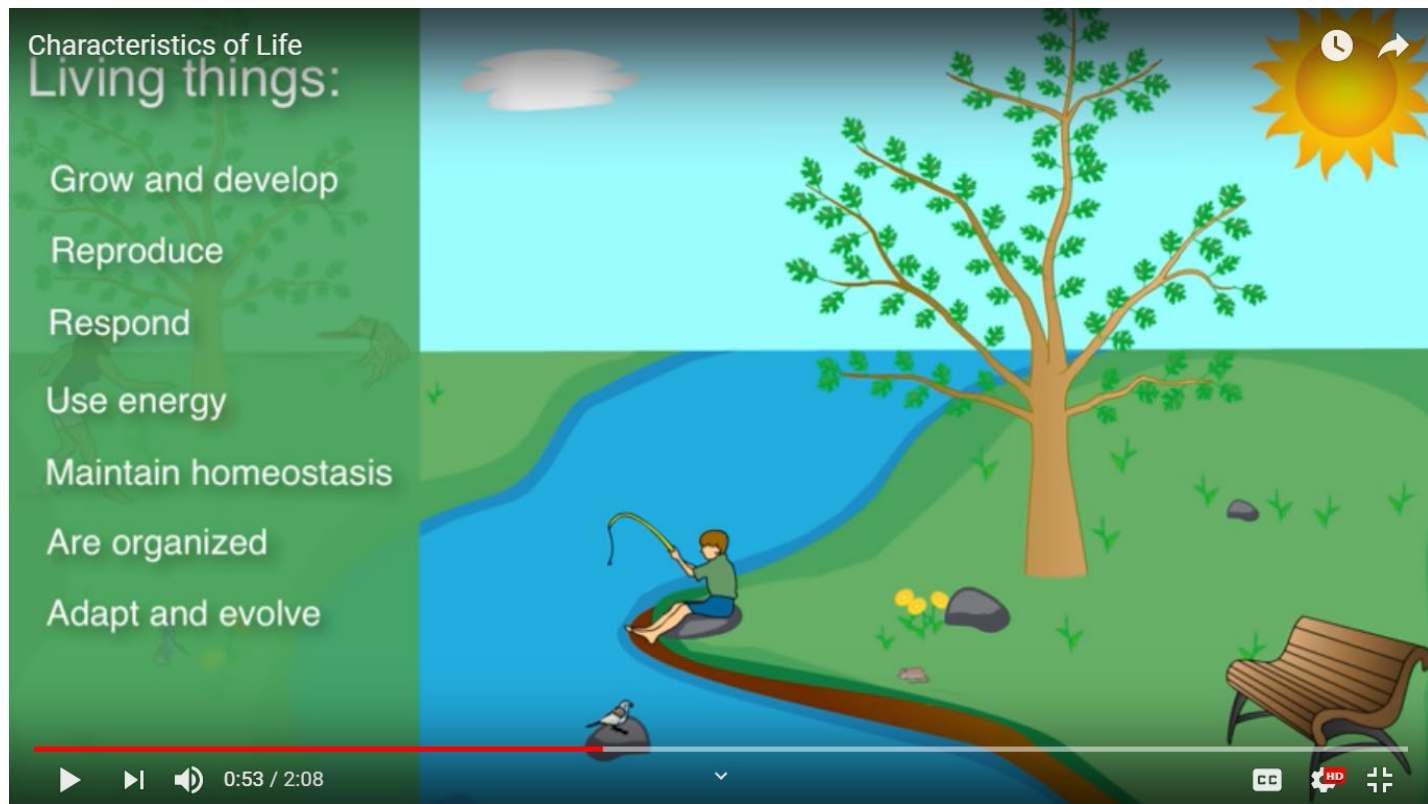 Characteristics of Life
Living things:
Grow and develop
Reproduce
Respond
Use energy
Maintain homeostasis
Are organized
Adapt and evolve
0:53 / 2:08
CC
HD